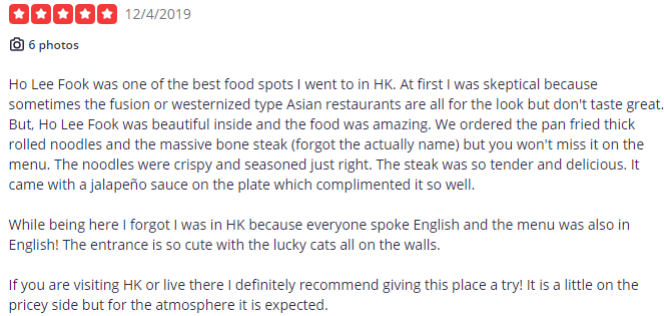 12/4/2019
6 photos
Ho Lee Fook was one of the best food spots I went to in HK. At first I was skeptical because
sometimes the fusion or westernized type Asian restaurants are all for the look but don't taste great.
But, Ho Lee Fook was beautiful inside and the food was amazing. We ordered the pan fried thick
rolled noodles and the massive bone steak (forgot the actually name) but you won't miss it on the
menu. The noodles were crispy and seasoned just right. The steak was so tender and delicious. It
came with a jalapeño sauce on the plate which complimented it so well.
While being here I forgot I was in HK because everyone spoke English and the menu was also in
English! The entrance is so cute with the lucky cats all on the walls.
If you are visiting HK or live there I definitely recommend giving this place a try! It is a little on the
pricey side but for the atmosphere it is expected.